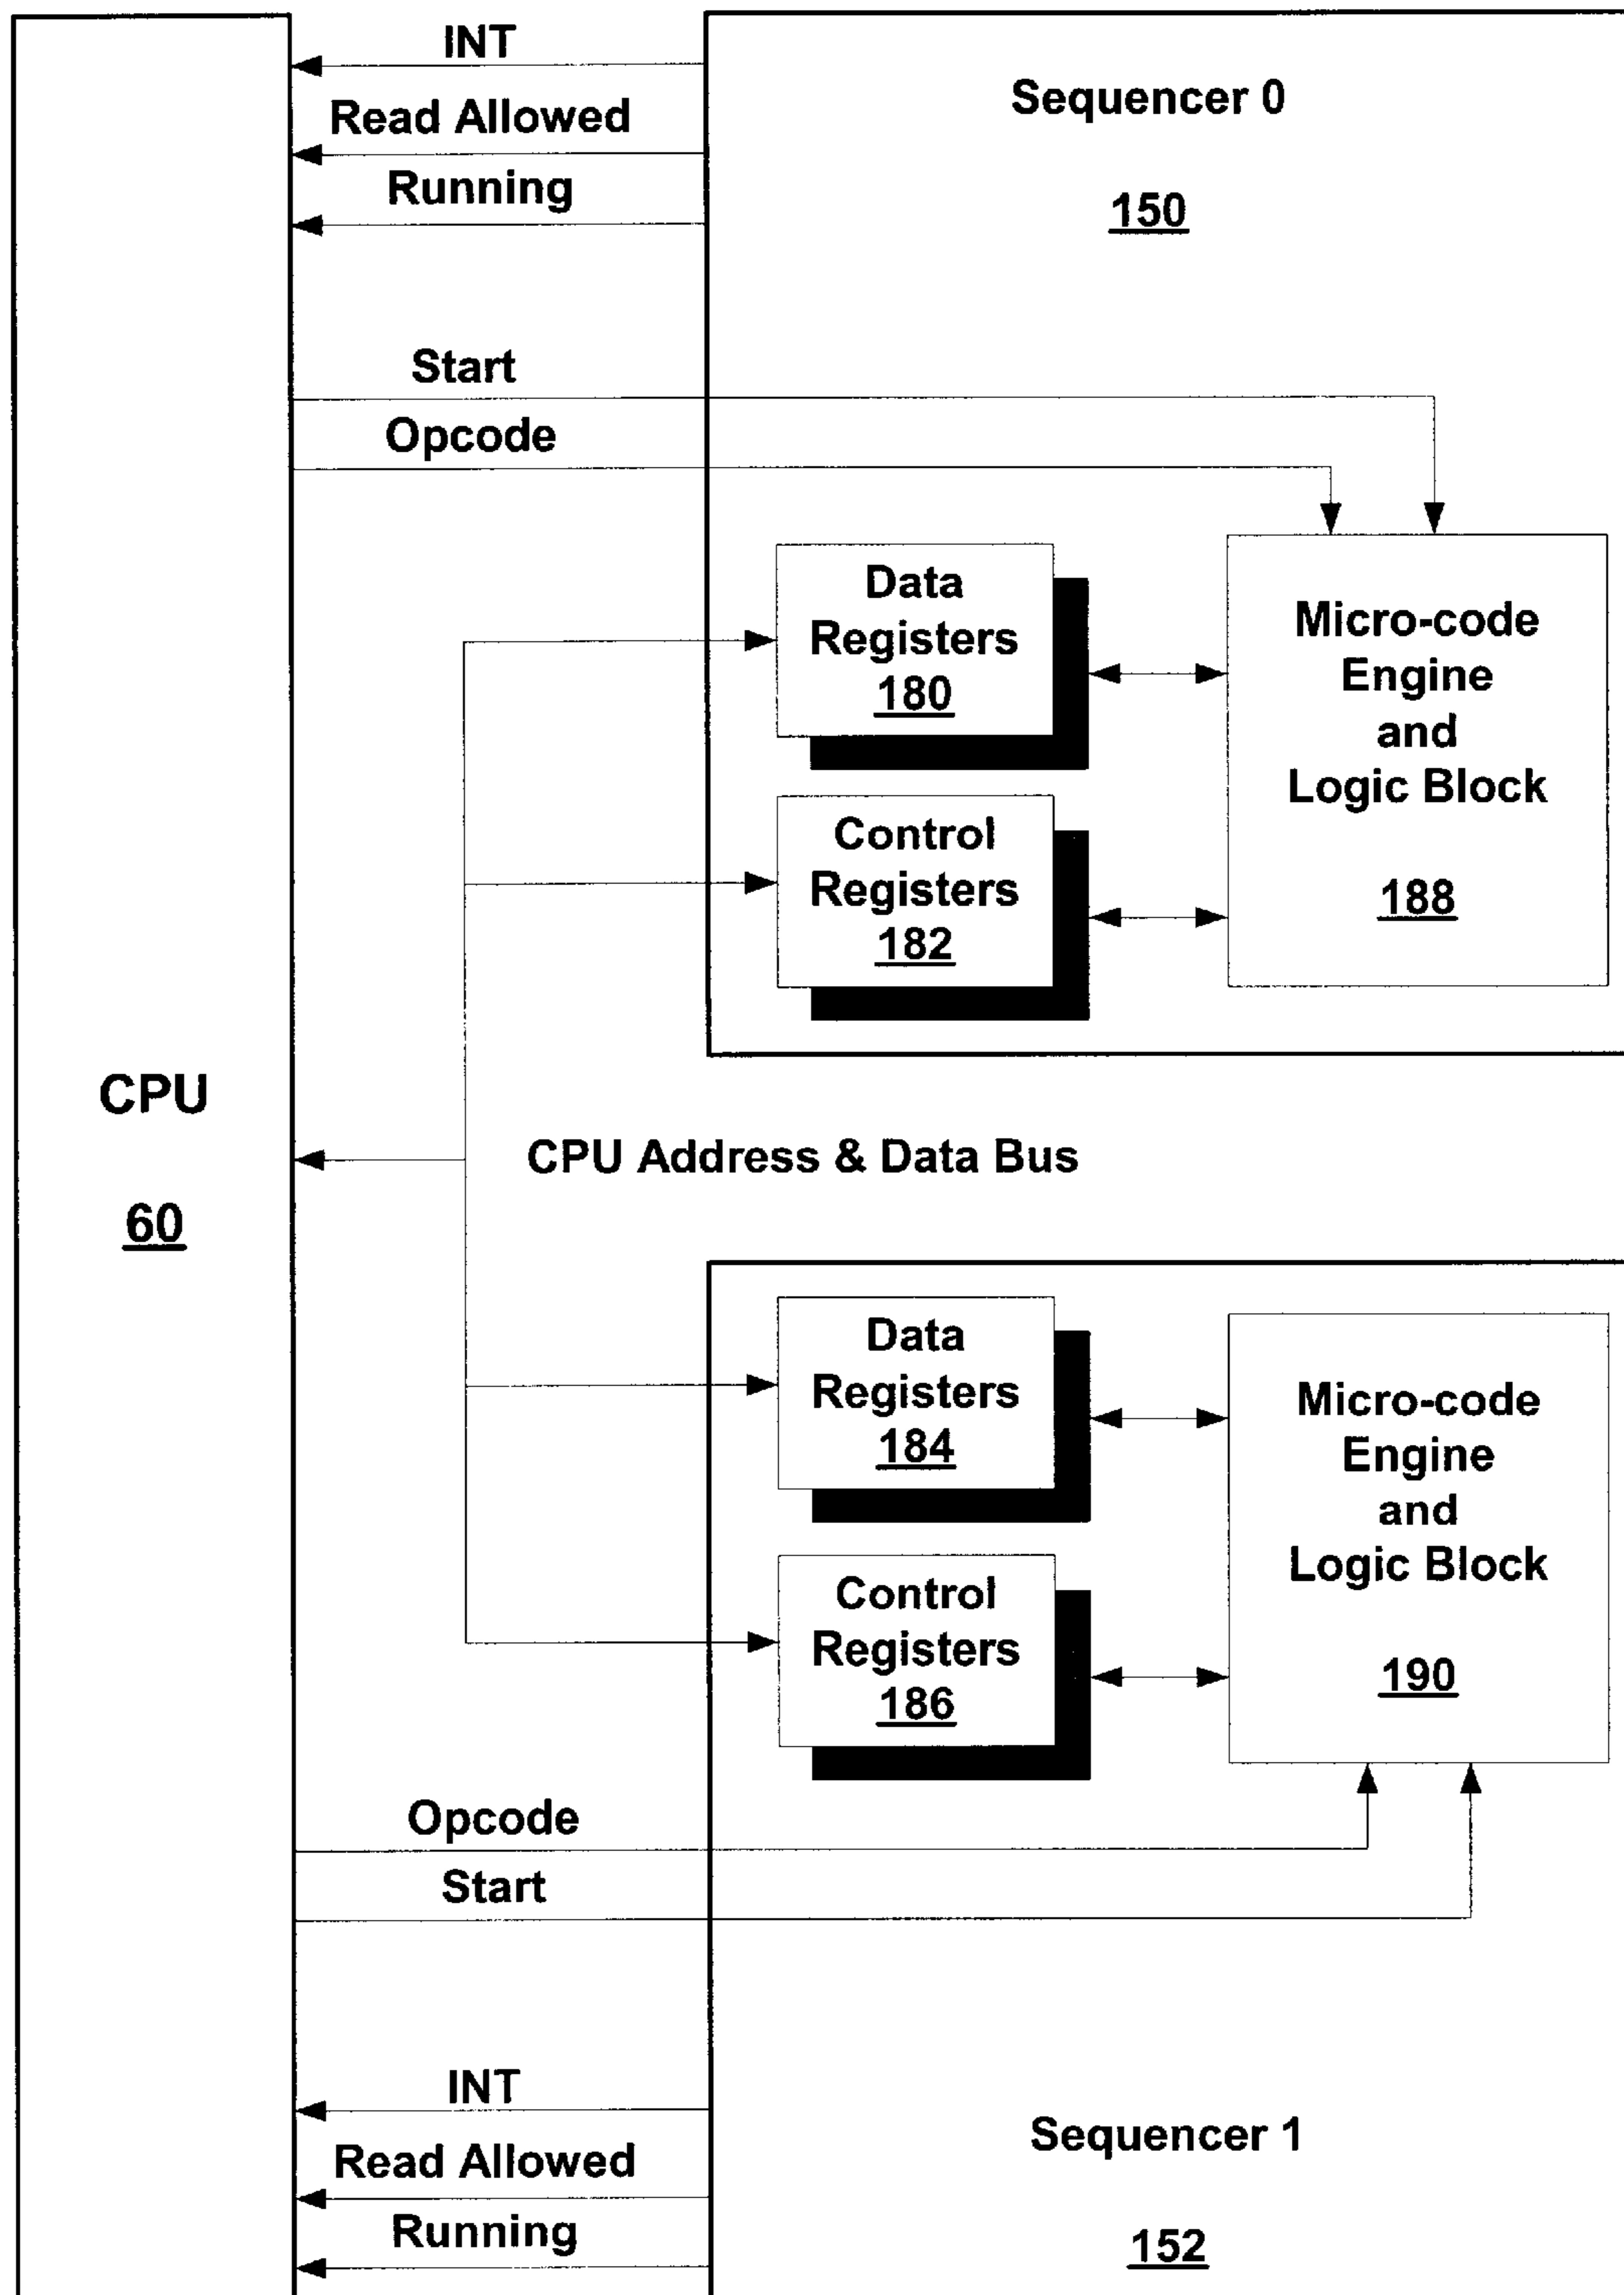 INT
Read Allowed
Running
Sequencer 0
150
Start
Opcode
Data
Registers
180
Control
Registers
182
Micro-code
Engine
and
Logic Block
188
CPU
60
CPU Address & Data Bus
Data
Registers
184
Control
Registers
186
Micro-code
Engine
and
Logic Block
190
Opcode
Start
INT
Read Allowed
Running
Sequencer 1
152